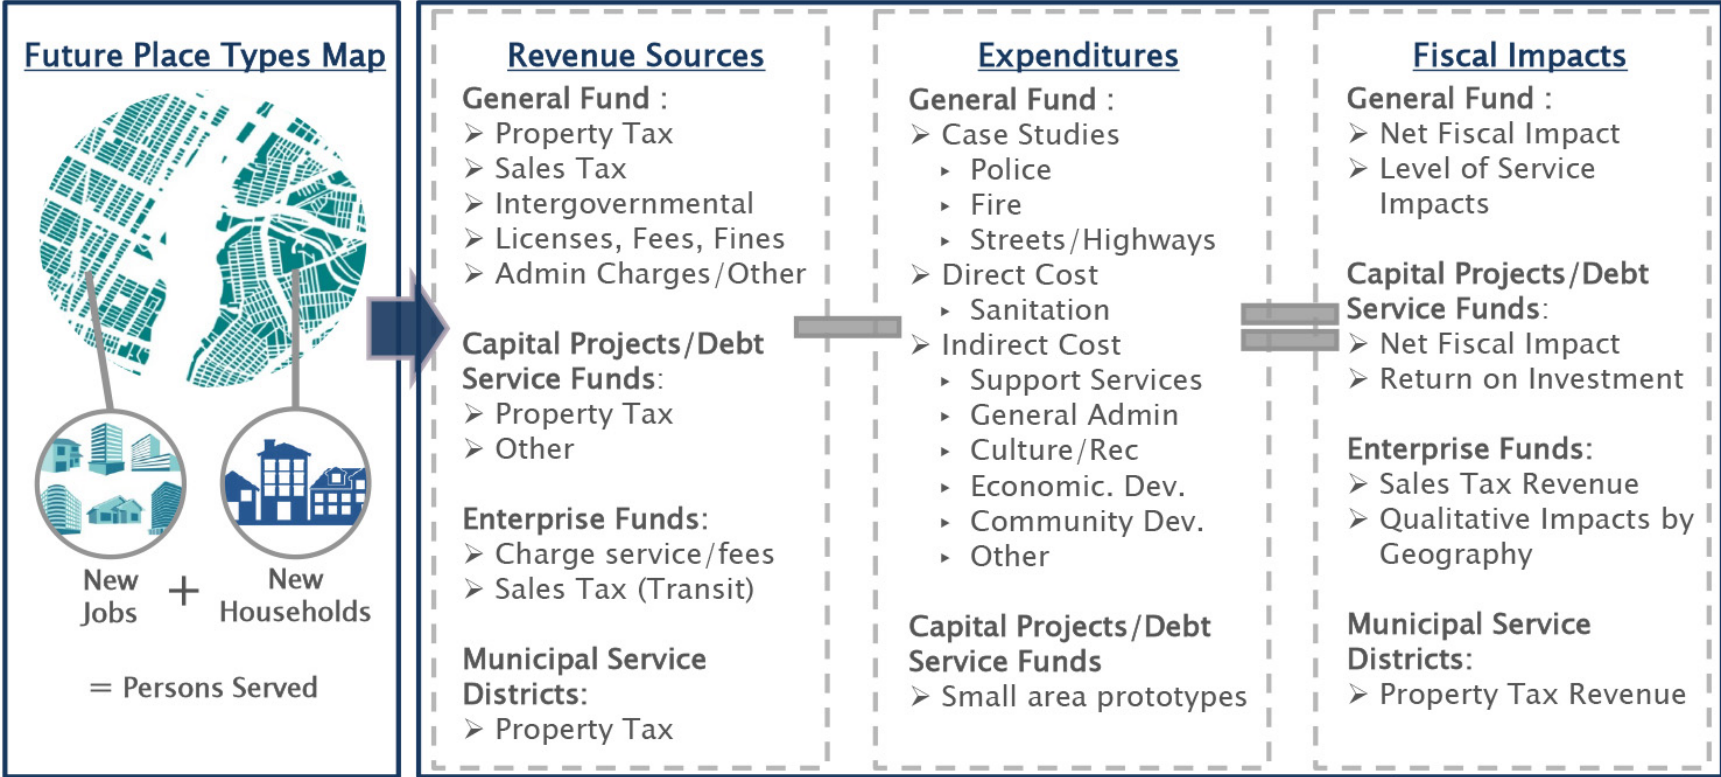 Future Place Types Map
New
Jobs
+
New
Households
= Persons Served
Revenue Sources
General Fund :
➢ Property Tax
➢ Sales Tax
➢ Intergovernmental
➢ Licenses, Fees, Fines
➢ Admin Charges/Other
Capital Projects/Debt
Service Funds:
➢ Property Tax
➢ Other
Enterprise Funds:
➢ Charge service/fees
➢ Sales Tax (Transit)
Municipal Service
Districts:
➢ Property Tax
Expenditures
General Fund :
➢ Case Studies
‣ Police
‣ Fire
‣ Streets/Highways
➢ Direct Cost
‣ Sanitation
➢ Indirect Cost
‣ Support Services
‣ General Admin
‣ Culture/Rec
‣ Economic. Dev.
‣ Community Dev.
‣ Other
Capital Projects/Debt
Service Funds
➢ Small area prototypes
Fiscal Impacts
General Fund :
➢ Net Fiscal Impact
➢ Level of Service
Impacts
Capital Projects/Debt
Service Funds:
➢ Net Fiscal Impact
➢ Return on Investment
Enterprise Funds:
➢ Sales Tax Revenue
➢ Qualitative Impacts by
Geography
Municipal Service
Districts:
➢ Property Tax Revenue